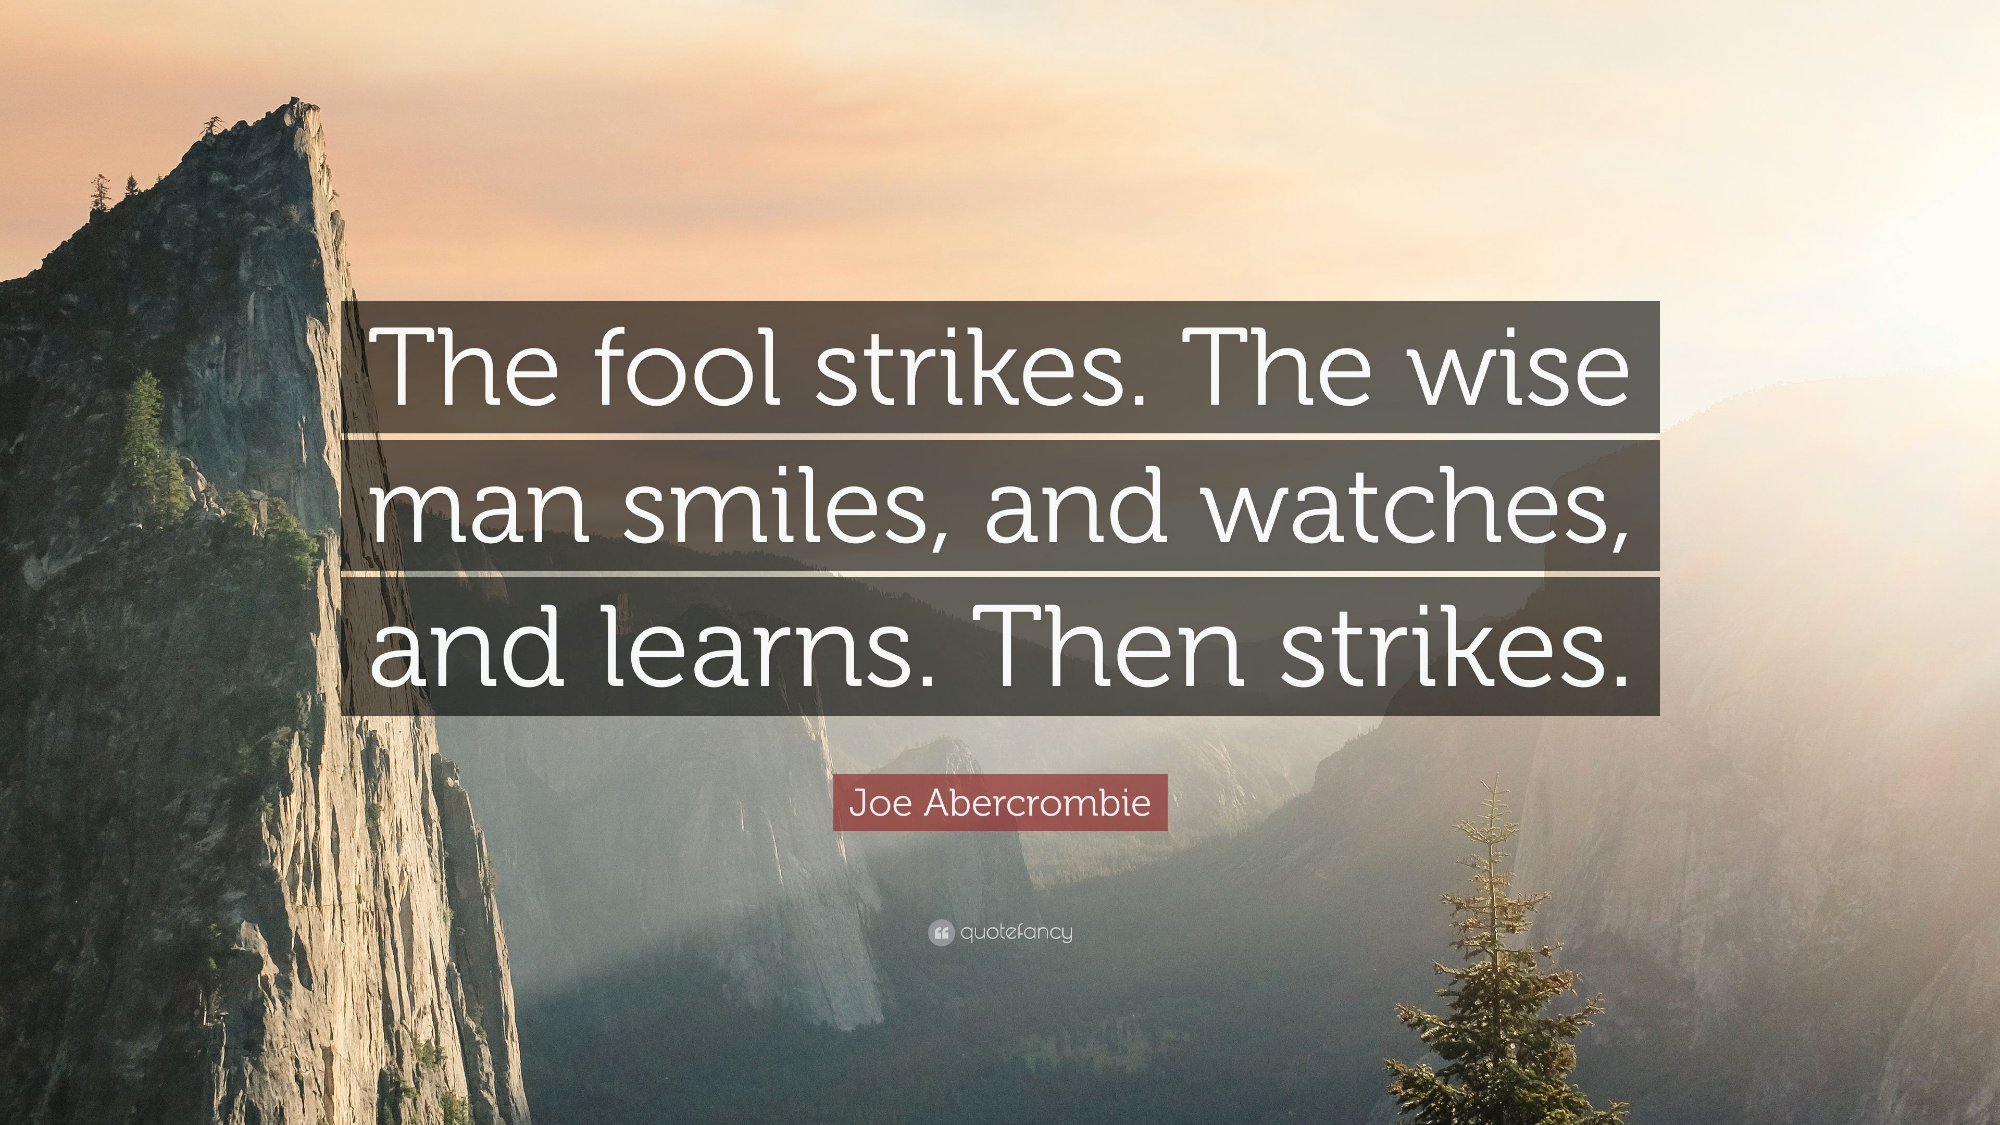 The fool strikes. The wise
man smiles, and watches,
and learns. Then strikes.
Joe Abercrombie
quotefancy